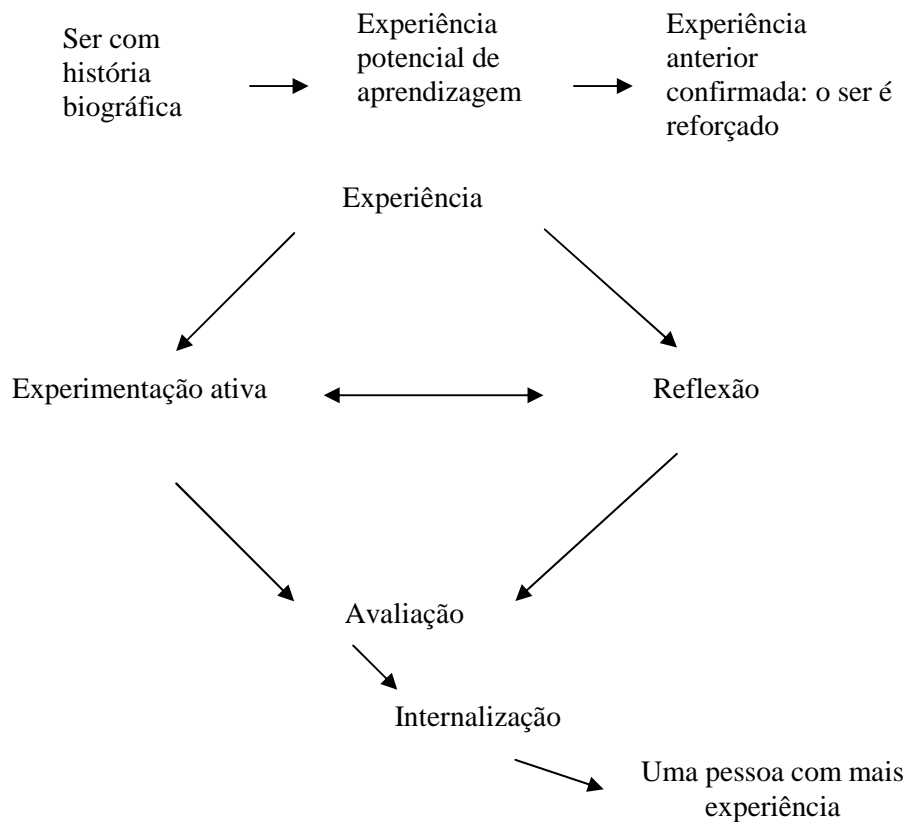 Ser com
história
biográfica
Experiência
potencial de
aprendizagem
Experiência
anterior
confirmada: o ser é
reforçado
Experiência
Experimentação ativa
Reflexão
Avaliação
Internalização
Uma pessoa com mais
experiência